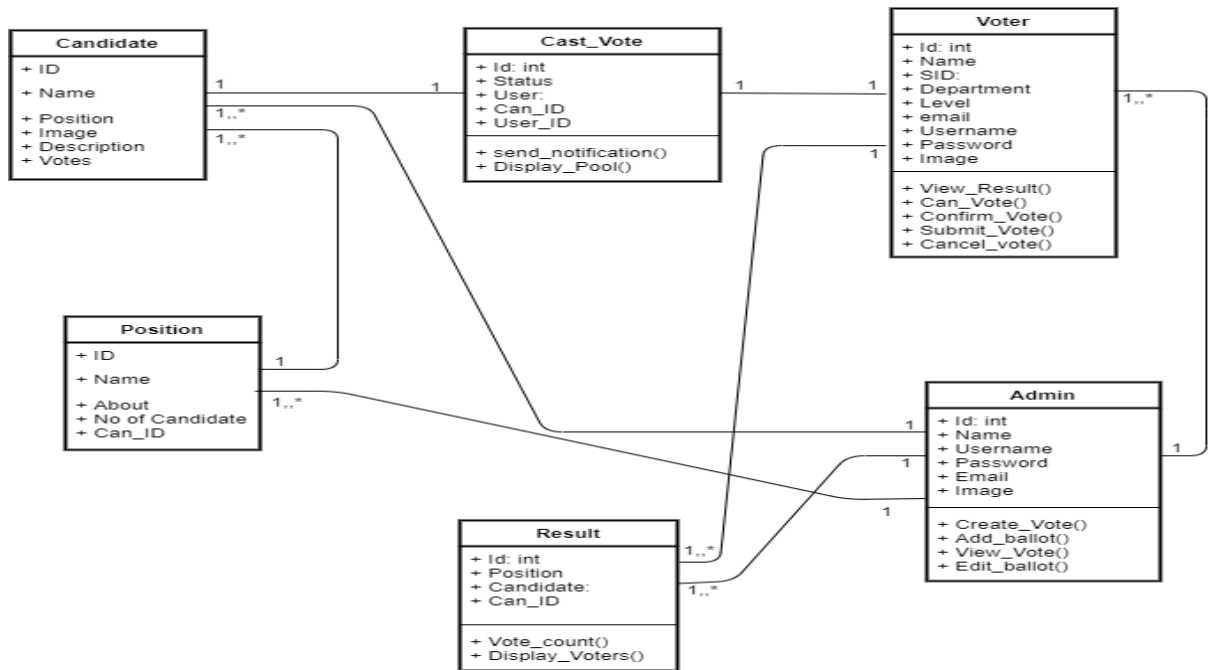 Candidate
+ ID
+ Name
+ Position
+ Image
+ Description
+ Votes
1
1,,*
1,,*
Cast_Vote
+ Id: int
+ Status
+ User:
+ Can_ID
+ User_ID
+ send_notification()
+ Display_Pool()
1
1
Voter
+ Id: int
+ Name
+ SID:
+ Department
+ Level
+ email
+ Username
+ Password
+ Image
+ View_Result()
+ Can_Vote()
+ Confirm_Vote()
+ Submit_Vote()
+ Cancel_vote()
1
1
1,,*
Position
+ ID
+ Name
+ About
+ No of Candidate
+ Can_ID
1
1,,*
Admin
+ Id: int
+ Name
+ Username
+ Password
+ Email
+ Image
+ Create_Vote()
+ Add_ballot()
+ View_Vote()
+ Edit_ballot()
1
1
1
1
Result
+ Id: int
+ Position
+ Candidate:
+ Can_ID
+ Vote_count()
+ Display_Voters()
1,,*
1,,*